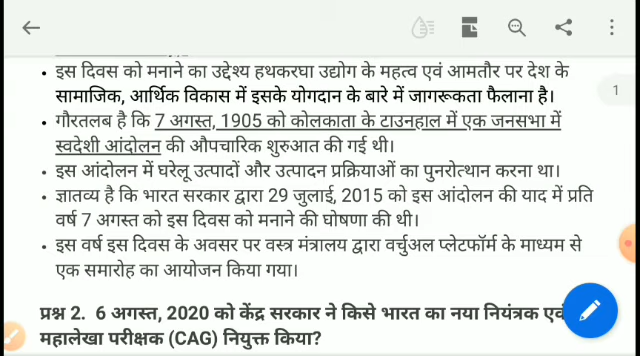 इस दिवस को मनाने का उद्देश्य हथकरघा उद्योग के महत्व एवं आमतौर पर देश के
सामाजिक, आर्थिक विकास में इसके योगदान के बारे में जागरूकता फैलाना है।
1
गौरतलब है कि 7 अगस्त, 1905 को कोलकाता के टाउनहाल में एक जनसभा में
स्वदेशी आंदोलन की औपचारिक शुरुआत की गई थी।
इस आंदोलन में घरेलू उत्पादों और उत्पादन प्रक्रियाओं का पुनरोत्थान करना था।
ज्ञातव्य है कि भारत सरकार द्वारा 29 जुलाई, 2015 को इस आंदोलन की याद में प्रति
वर्ष 7 अगस्त को इस दिवस को मनाने की घोषणा की थी।
इस वर्ष इस दिवस के अवसर पर वस्त्र मंत्रालय द्वारा वर्चुअल प्लेटफॉर्म के माध्यम से
एक समारोह का आयोजन किया गया।
प्रश्न 2. 6 अगस्त, 2020 को केंद्र सरकार ने किसे भारत का नया नियंत्रक
महालेखा परीक्षक (CAG) नियुक्त किया?